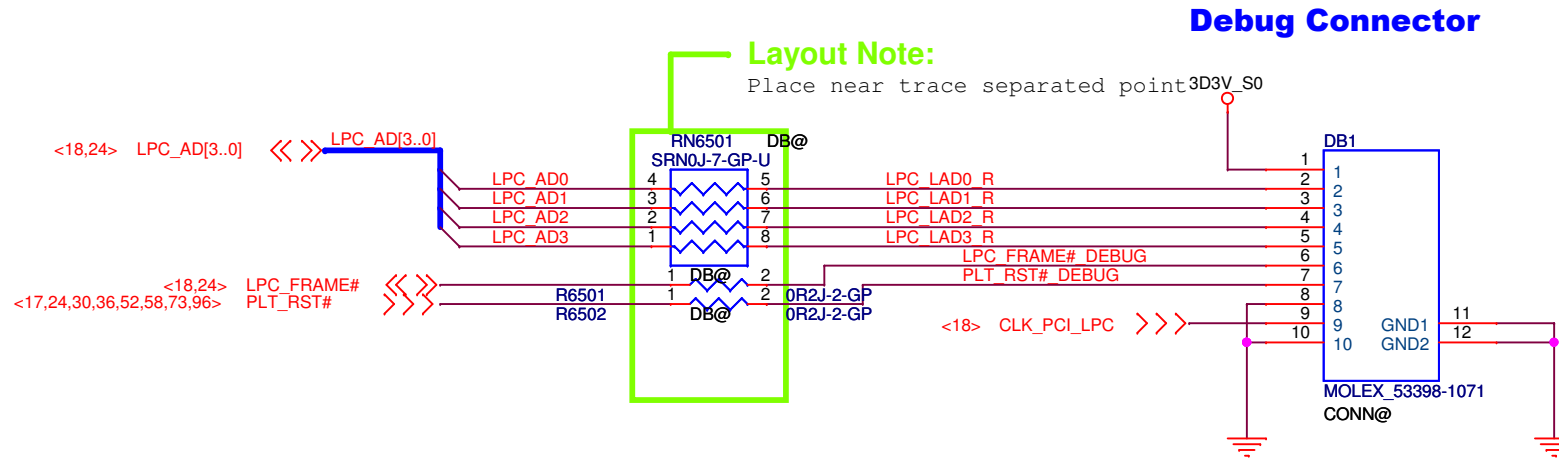 Debug Connector
Layout Note:
Place near trace separated point
3D3V_S0
<18,24> LPC_AD[3..0]
LPC_AD[3..0]
RN6501 DB@
SRN0J-7-GP-U
DB1
1 1
LPC_AD0 4 5 LPC_LAD0_R 2 2
LPC_AD1 3 6 LPC_LAD1_R 3 3
LPC_AD2 2 7 LPC_LAD2_R 4 4
LPC_AD3 1 8 LPC_LAD3_R 5 5
LPC_FRAME#_DEBUG 6 6
<18,24> LPC_FRAME# 1 DB@ 2 PLT_RST#_DEBUG 7 7
<17,24,30,36,52,58,73,96> PLT_RST# R6501 1 2 0R2J-2-GP 8 8
R6502 DB@ 0R2J-2-GP
<18> CLK_PCI_LPC 9 9 GND1 11
10 10 GND2 12
MOLEX_53398-1071
CONN@